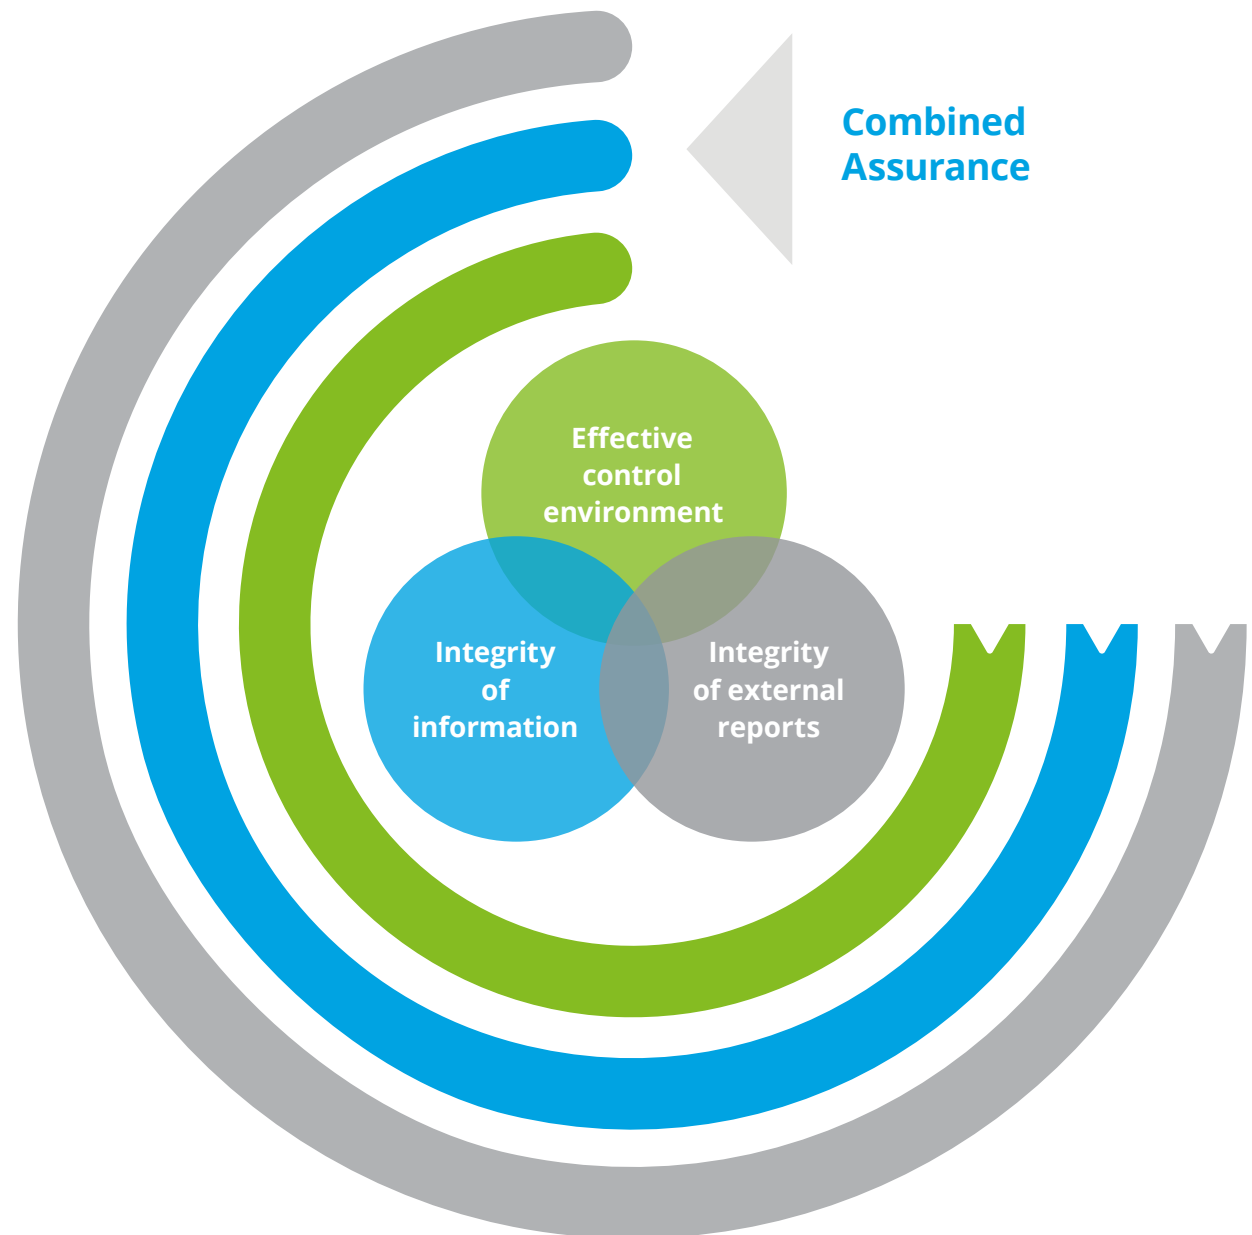 Combined
Assurance
Effective
control
environment
Integrity
of
information
Integrity
of external
reports